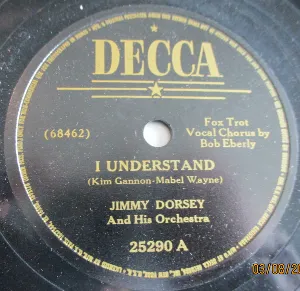 DECCA
(68462)
Fox Trot
Vocal Chorus by
Bob Eberly
I UNDERSTAND
(Kim Gannon-Mabel Wayne)
JIMMY DORSEY
And His Orchestra
25290 A